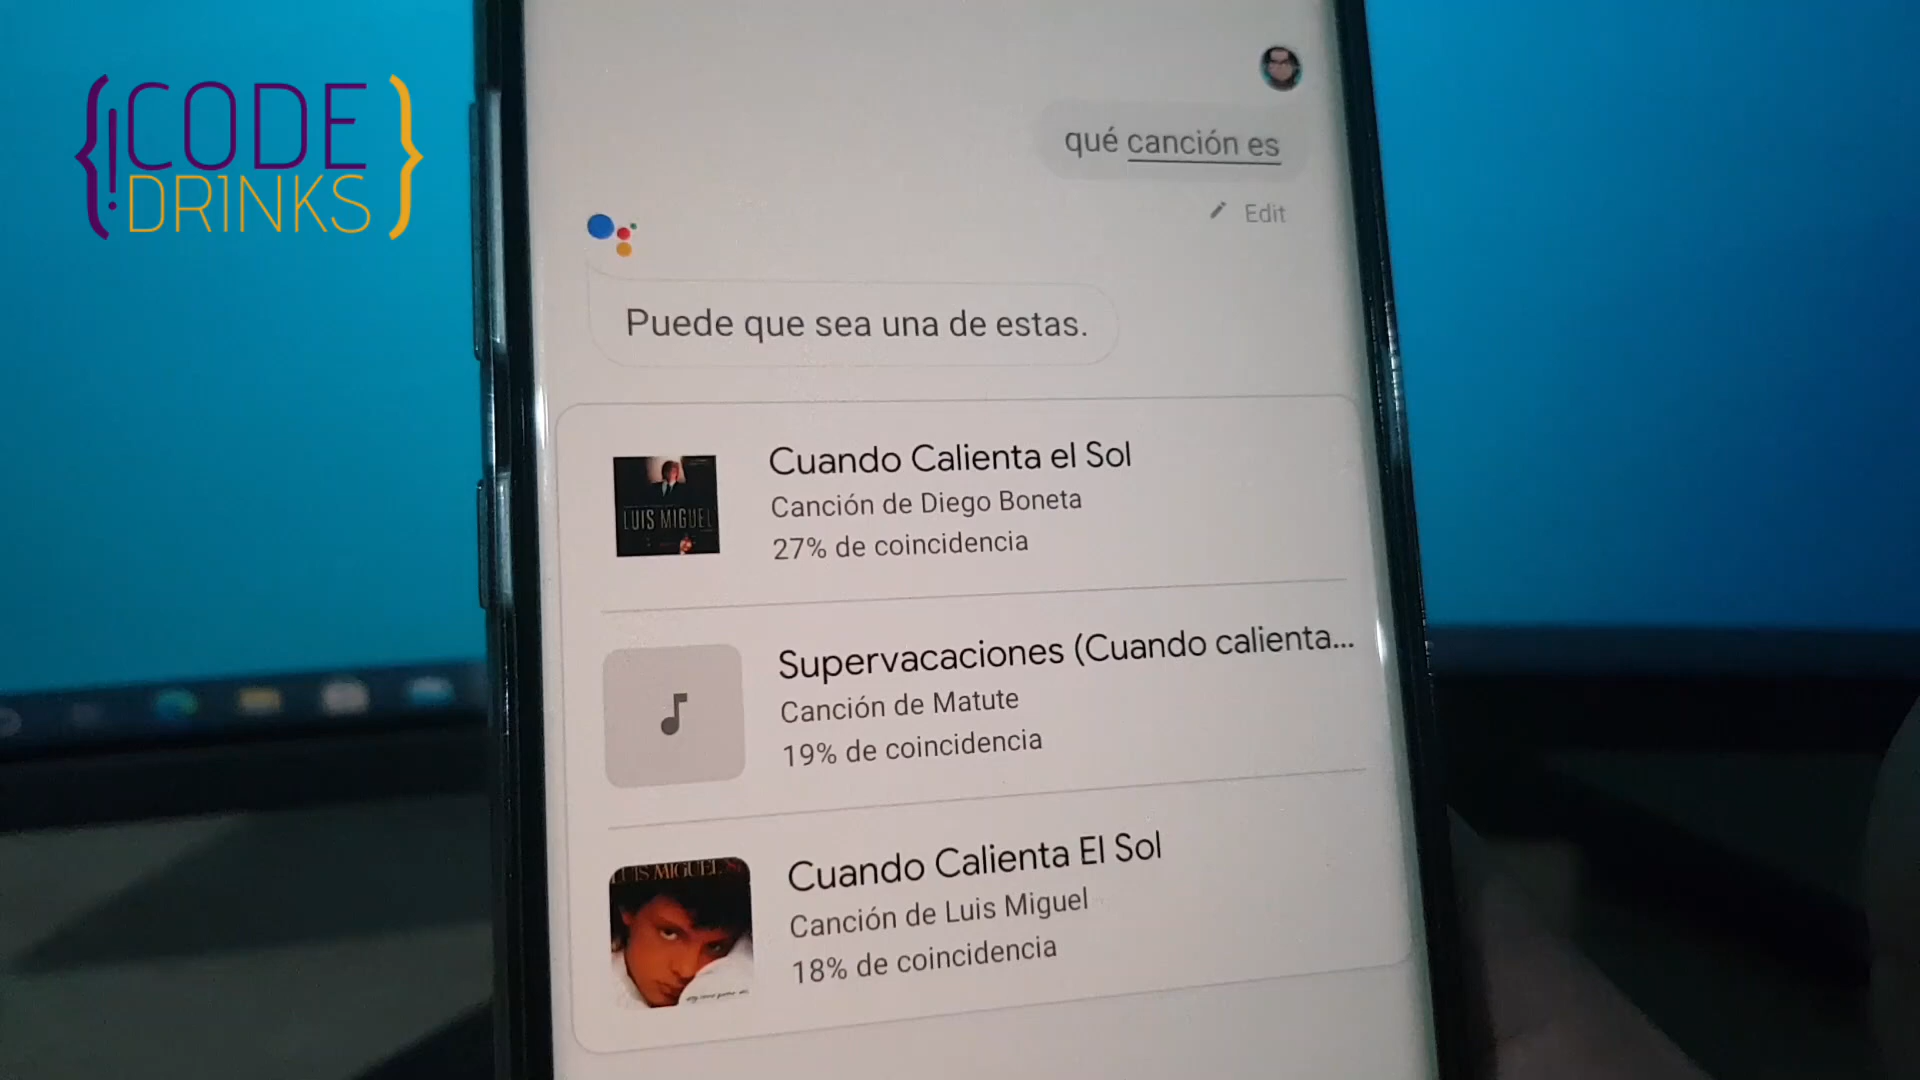 {!CODE
DR1NKS}
qué canción es
Edit
Puede que sea una de estas.
LUIS MIGUEL
Cuando Calienta el Sol
Canción de Diego Boneta
27% de coincidencia
Supervacaciones (Cuando calienta...
Canción de Matute
19% de coincidencia
LUIS MIGUEL
Cuando Calienta El Sol
Canción de Luis Miguel
18% de coincidencia